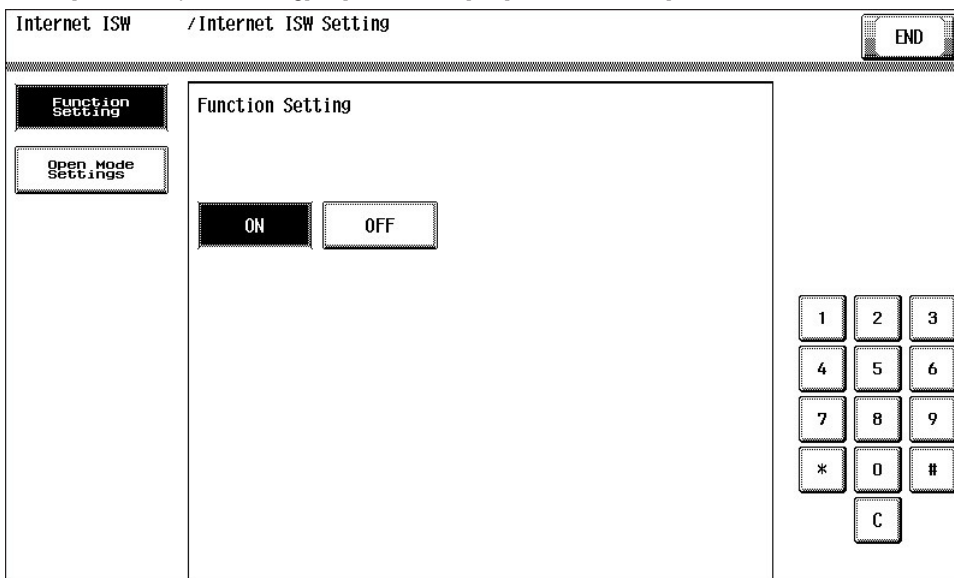 Internet ISW /Internet ISW Setting
END
Function
Setting
Function Setting
Open Mode
Settings
ON OFF
1 2 3
4 5 6
7 8 9
* 0 #
C